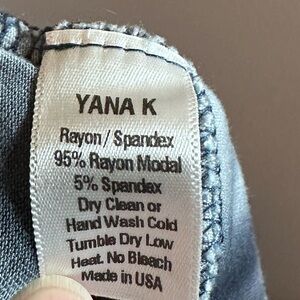 YANA K
Rayon / Spandex
95% Rayon Modal
5% Spandex
Dry Clean or
Hand Wash Cold
Tumble Dry Low
Heat. No Bleach
Made in USA